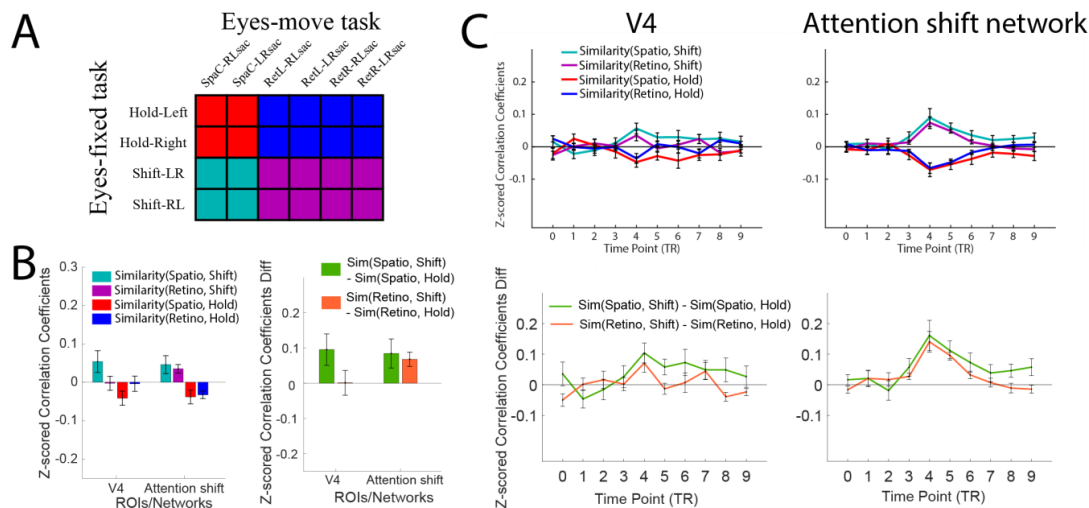 A
Eyes-move task
SpaC-RLsac
SpaC-LRsac
RetL-RLsac
RetL-LRsac
RetR-RLsac
RetR-LRsac
Eyes-fixed task
Hold-Left
Hold-Right
Shift-LR
Shift-RL
B
Z-scored Correlation Coefficients
0.3
0.2
0.1
0
-0.1
-0.2
Similarity(Spatio, Shift)
Similarity(Retino, Shift)
Similarity(Spatio, Hold)
Similarity(Retino, Hold)
V4 Attention shift
ROIs/Networks
Z-scored Correlation Coefficients Diff
0.2
0.1
0
-0.1
-0.2
Sim(Spatio, Shift)
- Sim(Spatio, Hold)
Sim(Retino, Shift)
- Sim(Retino, Hold)
V4 Attention shift
ROIs/Networks
C
V4
Z-scored Correlation Coefficients
0.2
0.1
0
-0.1
Similarity(Spatio, Shift)
Similarity(Retino, Shift)
Similarity(Spatio, Hold)
Similarity(Retino, Hold)
0 1 2 3 4 5 6 7 8 9
Time Point (TR)
Attention shift network
0.2
0.1
0
-0.1
0 1 2 3 4 5 6 7 8 9
Time Point (TR)
Z-scored Correlation Coefficients Diff
0.2
0.1
0
-0.1
Sim(Spatio, Shift) - Sim(Spatio, Hold)
Sim(Retino, Shift) - Sim(Retino, Hold)
0 1 2 3 4 5 6 7 8 9
Time Point (TR)
0.2
0.1
0
-0.1
0 1 2 3 4 5 6 7 8 9
Time Point (TR)